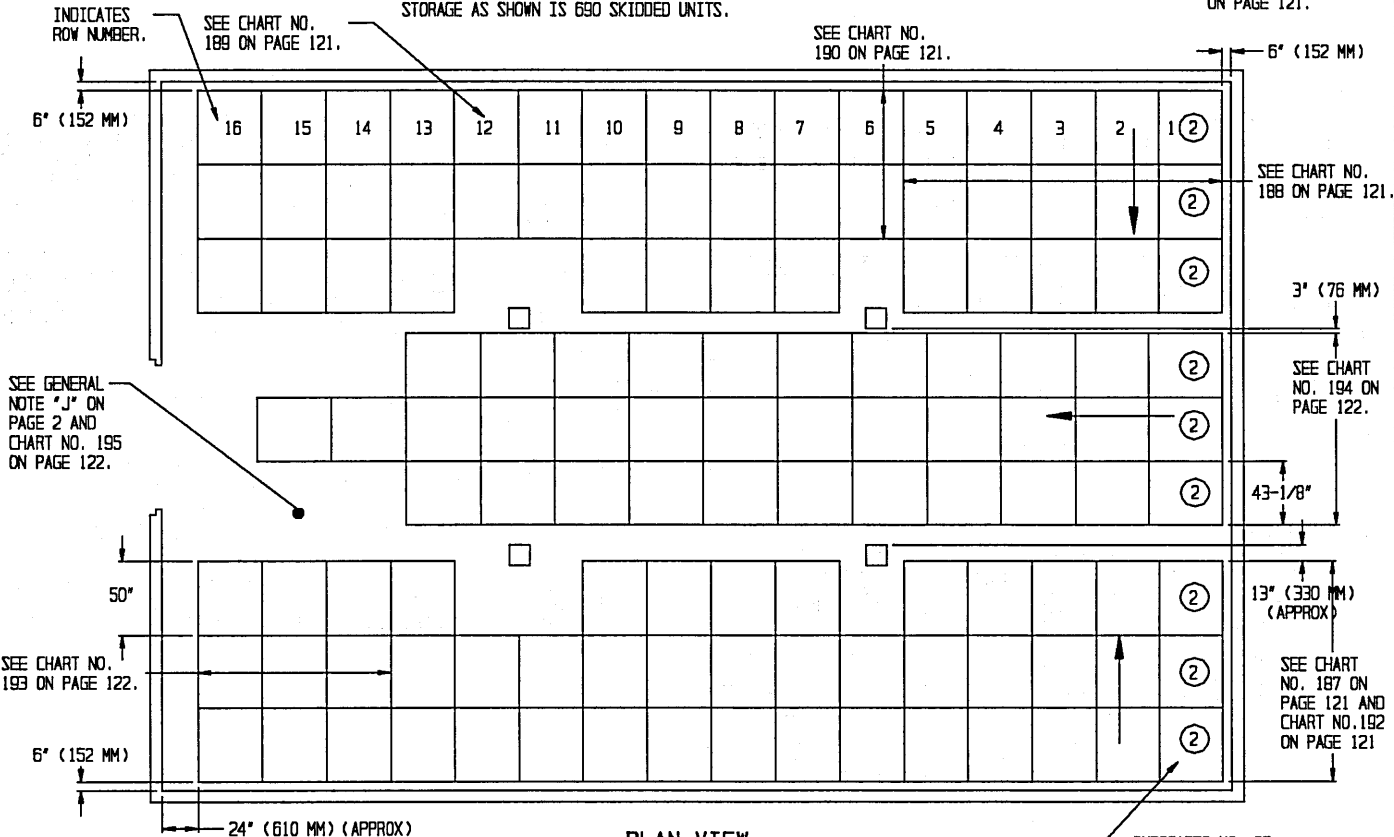 STORAGE AS SHOWN IS 690 SKIDDED UNITS.
ON PAGE 121.
INDICATES
ROW NUMBER.
SEE CHART NO.
189 ON PAGE 121.
SEE CHART NO.
190 ON PAGE 121.
6" (152 MM)
6" (152 MM)
16 15 14 13 12 11 10 9 8 7 6 5 4 3 2 1 2
SEE CHART NO.
188 ON PAGE 121.
2
2
3" (76 MM)
2
SEE CHART
NO. 194 ON
PAGE 122.
SEE GENERAL
NOTE "J" ON
PAGE 2 AND
CHART NO. 195
ON PAGE 122.
2
2
43-1/8"
50"
2
13" (330 MM)
(APPROX)
SEE CHART NO.
193 ON PAGE 122.
2
SEE CHART
NO. 187 ON
PAGE 121 AND
CHART NO.192
ON PAGE 121
6" (152 MM)
2
24" (610 MM) (APPROX)